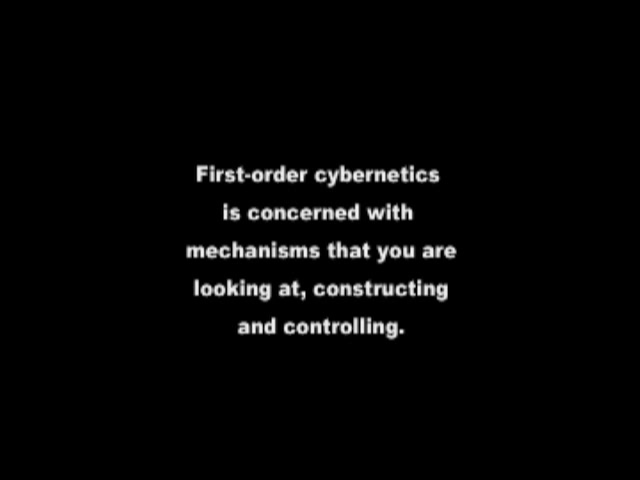 First-order cybernetics
is concerned with
mechanisms that you are
looking at, constructing
and controlling.